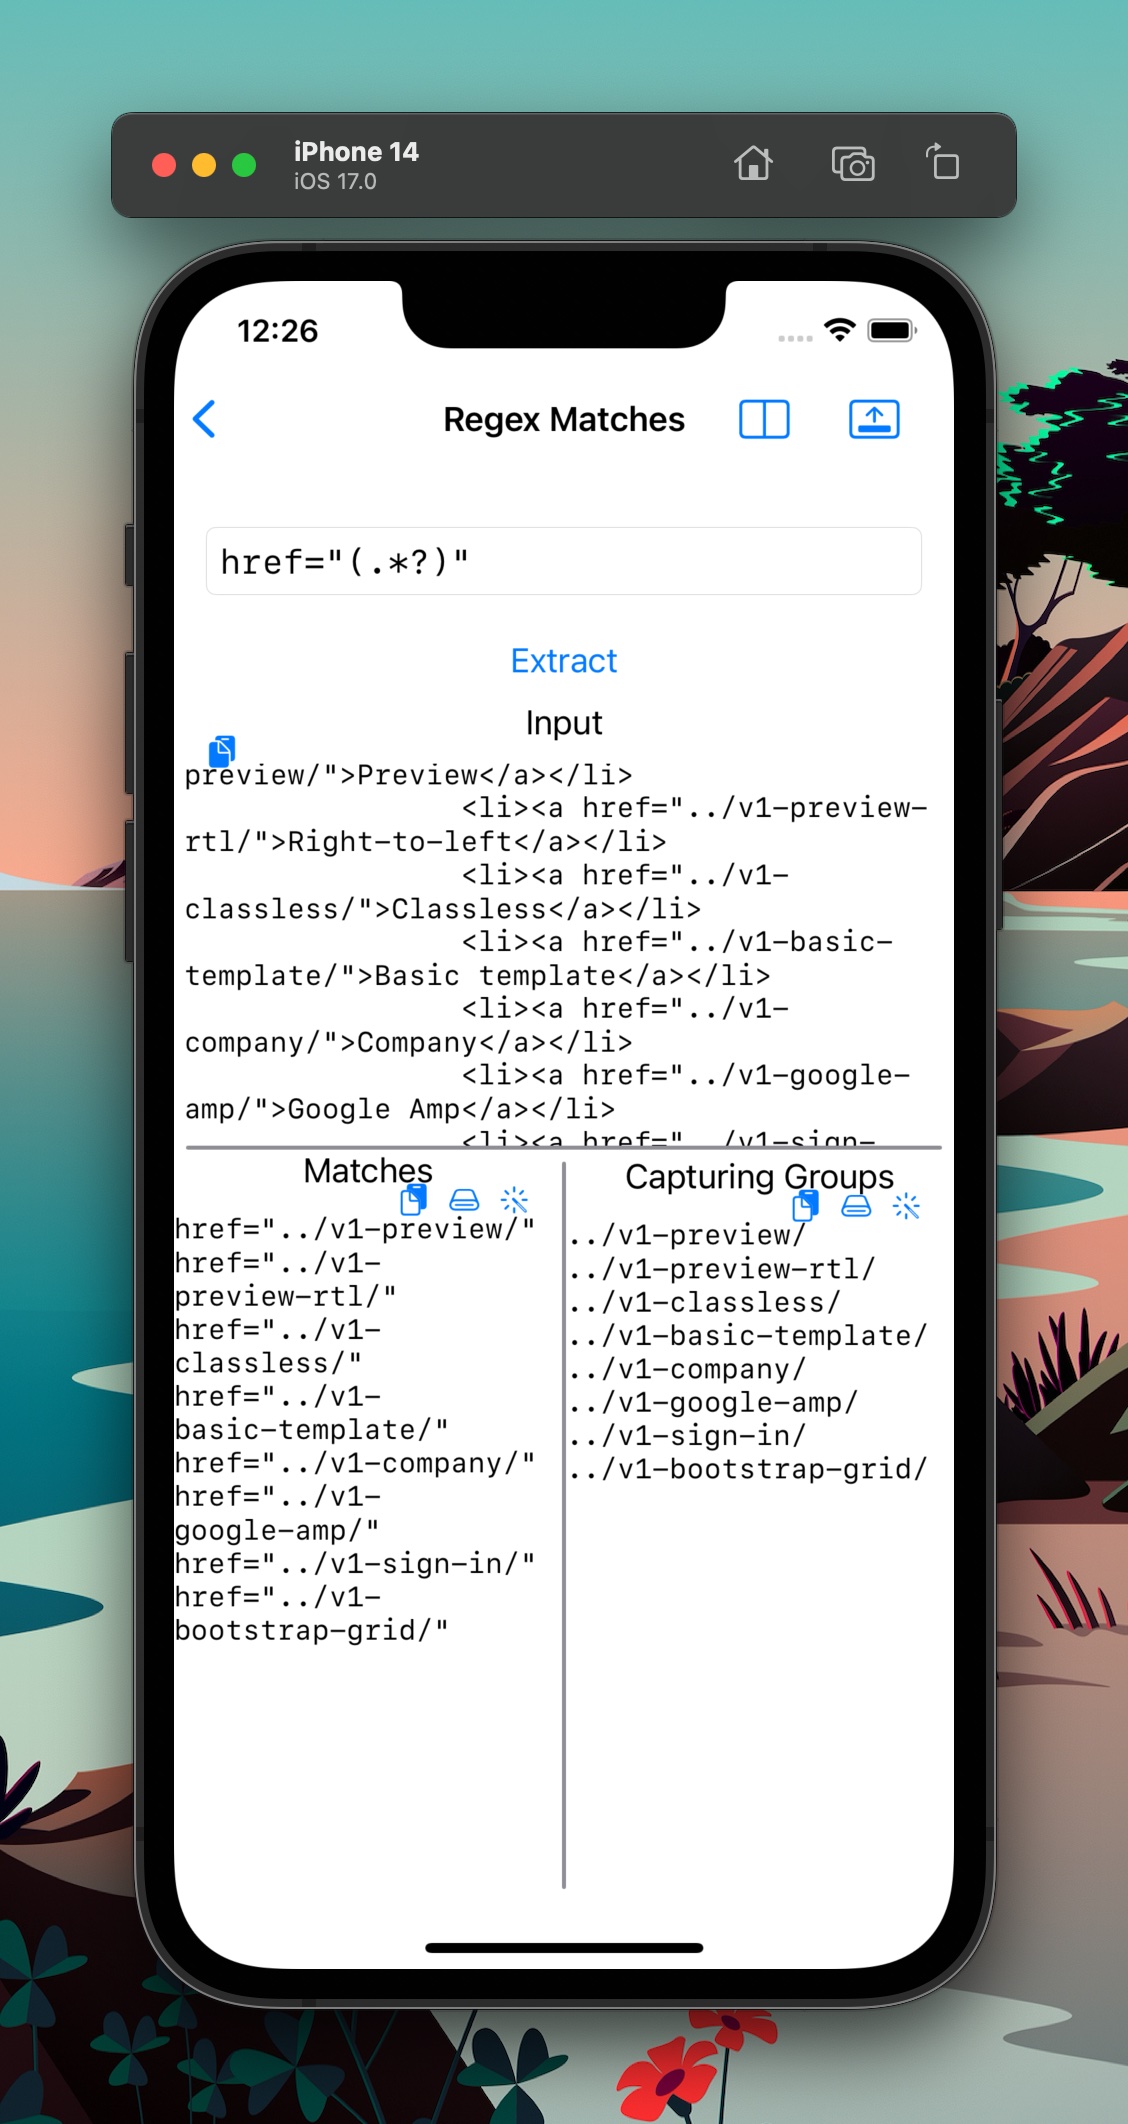 iPhone 14
iOS 17.0
12:26
Regex Matches
href="(.*?)"
Extract
Input
preview/">Preview</a></li>
<li><a href="../v1-preview-
rtl/">Right-to-left</a></li>
<li><a href="../v1-
classless/">Classless</a></li>
<li><a href="../v1-basic-
template/">Basic template</a></li>
<li><a href="../v1-
company/">Company</a></li>
<li><a href="../v1-google-
amp/">Google Amp</a></li>
<li><a href="../v1-sign-
Matches
href="../v1-preview/"
href="../v1-
preview-rtl/"
href="../v1-
classless/"
href="../v1-
basic-template/"
href="../v1-company/"
href="../v1-
google-amp/"
href="../v1-sign-in/"
href="../v1-
bootstrap-grid/"
Capturing Groups
../v1-preview/
../v1-preview-rtl/
../v1-classless/
../v1-basic-template/
../v1-company/
../v1-google-amp/
../v1-sign-in/
../v1-bootstrap-grid/